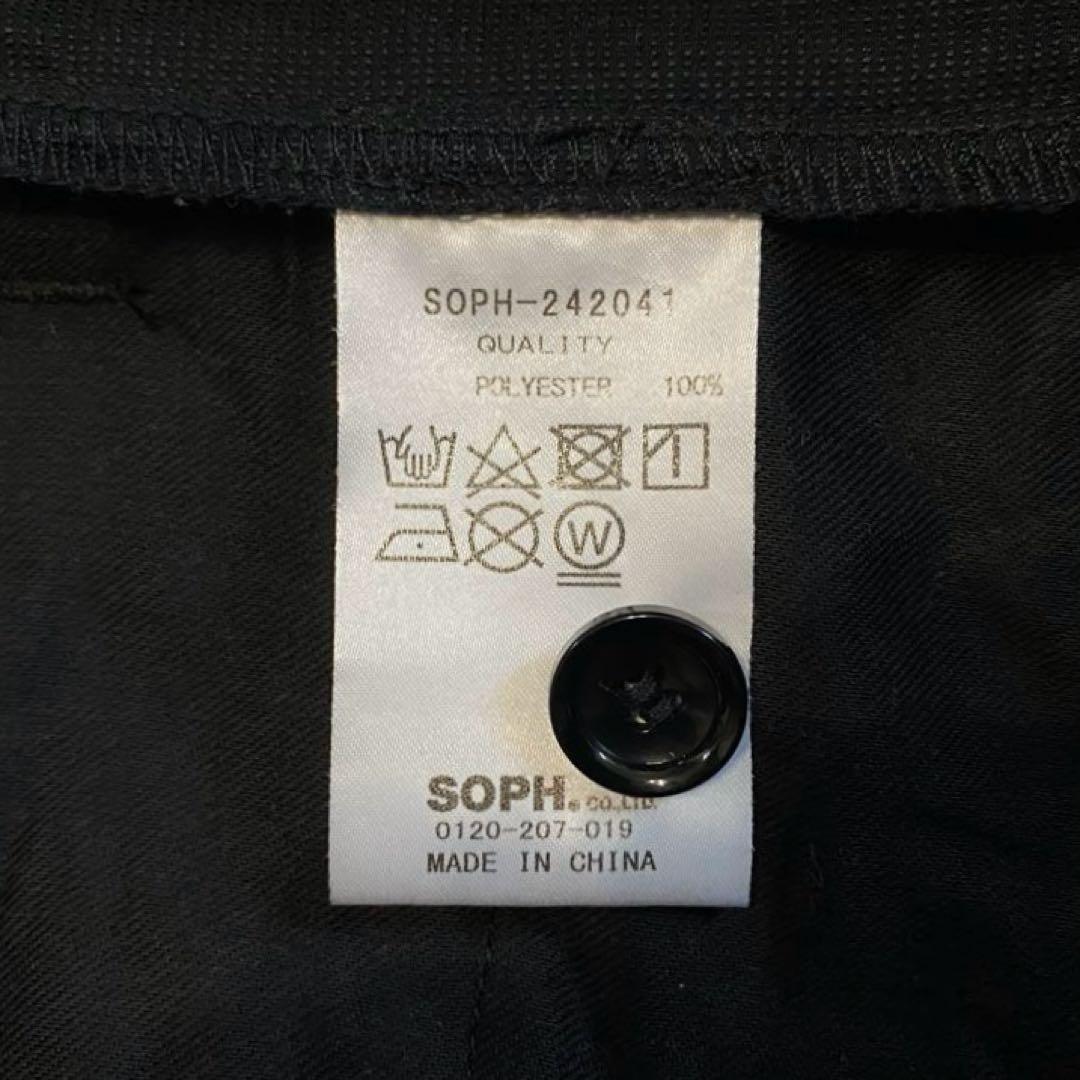 SOPH-242041
QUALITY
POLYESTER 100%
W
SOPH® CO.,LTD.
0120-207-019
MADE IN CHINA